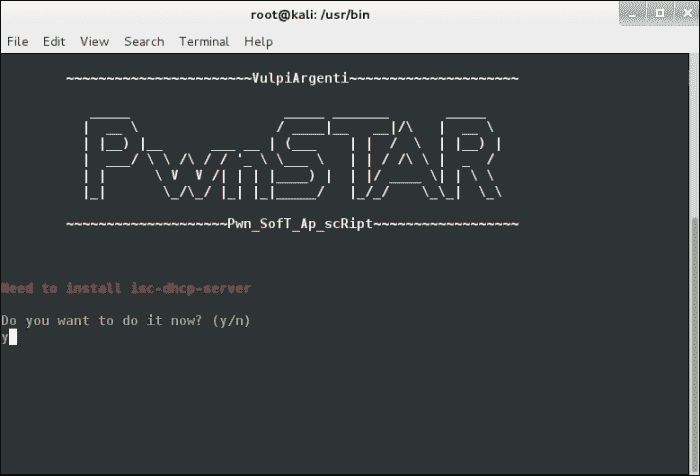 root@kali: /usr/bin
File Edit View Search Terminal Help
~~~~~~~~~~~~~~~~~~~~~~~VulpiArgenti~~~~~~~~~~~~~~~~~~~~~
PwnSTAR
~~~~~~~~~~~~~~~~~~~~Pwn_SofT_Ap_scRipt~~~~~~~~~~~~~~~~~~
Need to install isc-dhcp-server
Do you want to do it now? (y/n)
y